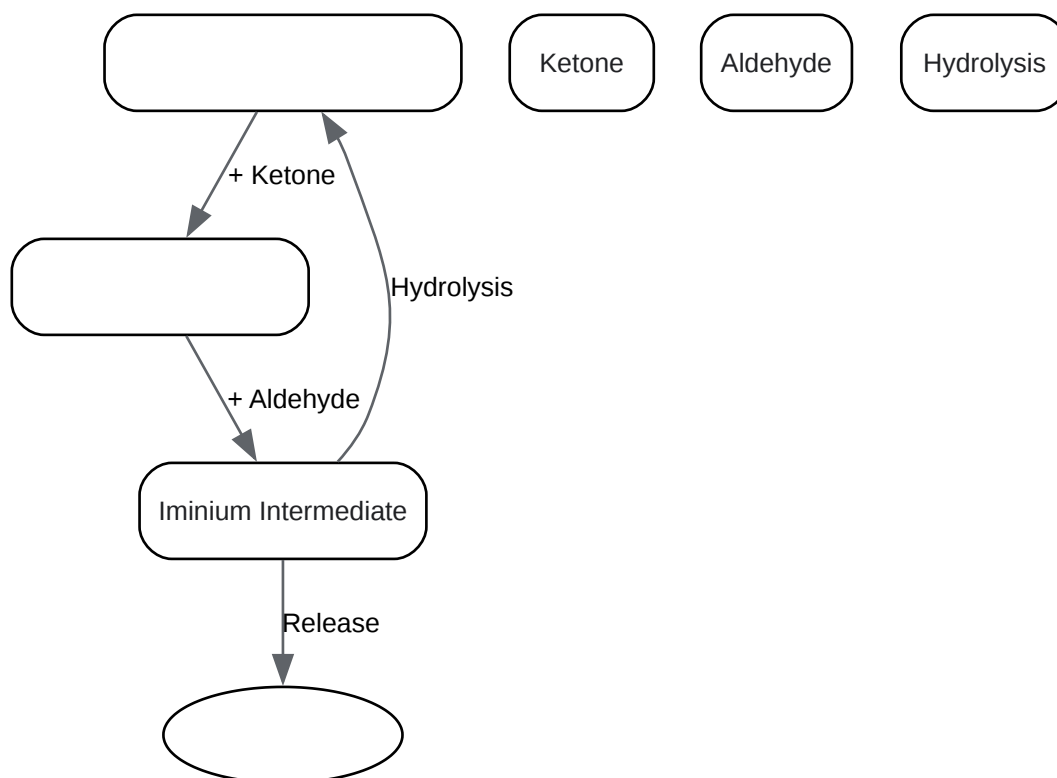 Ketone
Aldehyde
Hydrolysis
+ Ketone
Hydrolysis
+ Aldehyde
Iminium Intermediate
Release